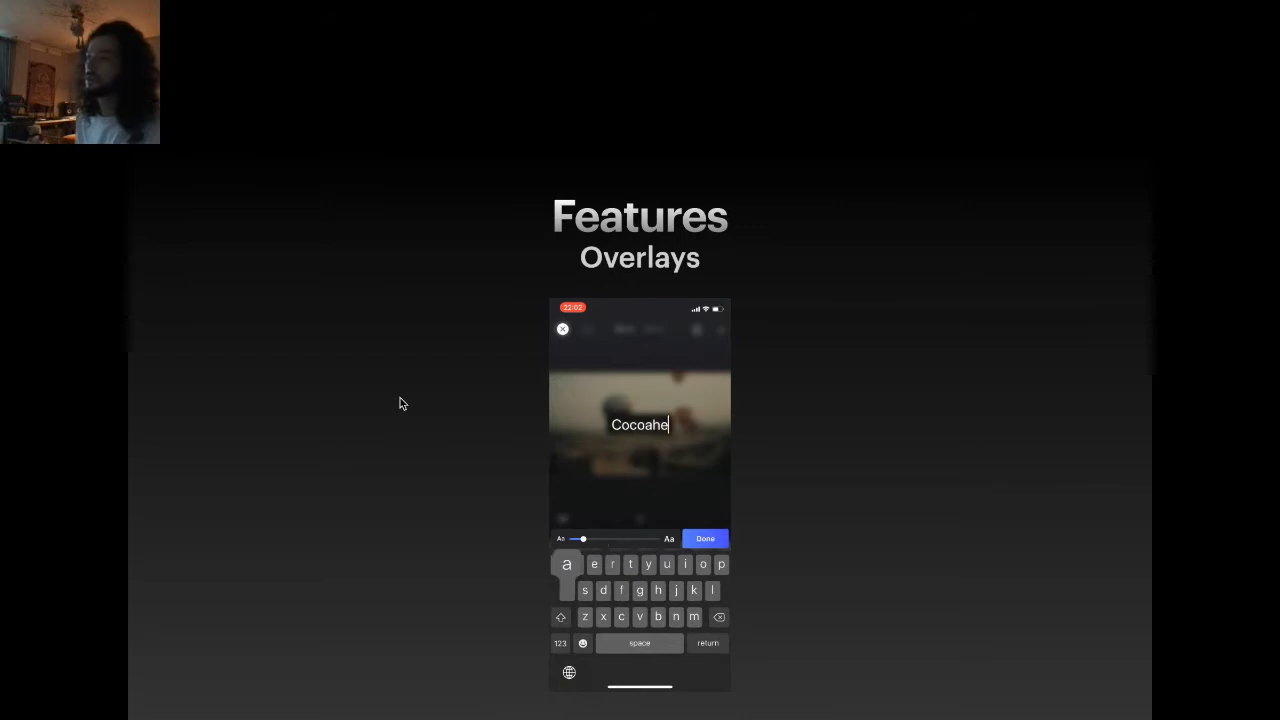 Features
Overlays
22:02
Cocoahe
Aa
Aa
Done
a e r t y u i o p
s d f g h j k l
z x c v b n m
123
space
return